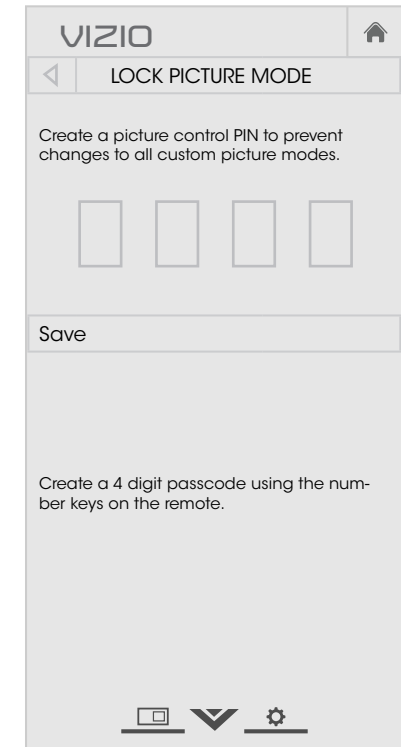 VIZIO
LOCK PICTURE MODE
Create a picture control PIN to prevent
changes to all custom picture modes.
Save
Create a 4 digit passcode using the num-
ber keys on the remote.